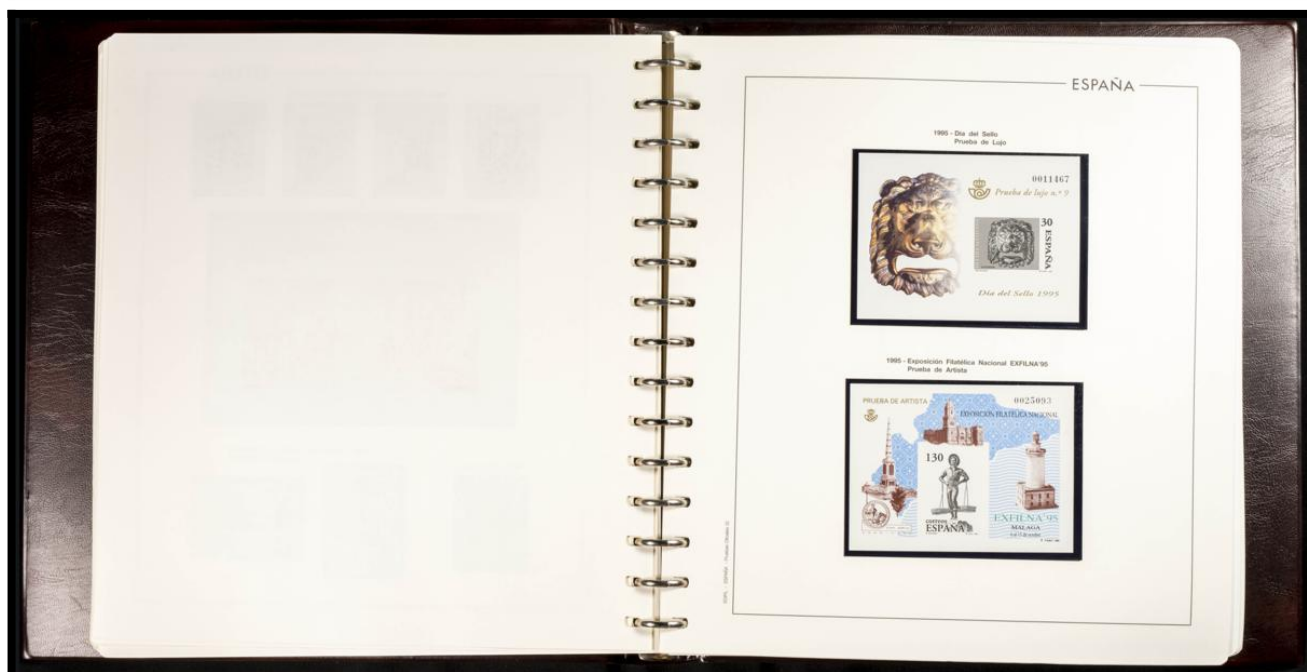 ESPAÑA
1995 - Día del Sello
Prueba de Lujo
0011467
Prueba de lujo n.º 9
30
ESPAÑA
Día del Sello 1995
1995 - Exposición Filatélica Nacional EXFILNA'95
Prueba de Artista
PRUEBA DE ARTISTA
0025093
EXPOSICIÓN FILATÉLICA NACIONAL
130
CORREOS
ESPAÑA
EXFILNA'95
MÁLAGA